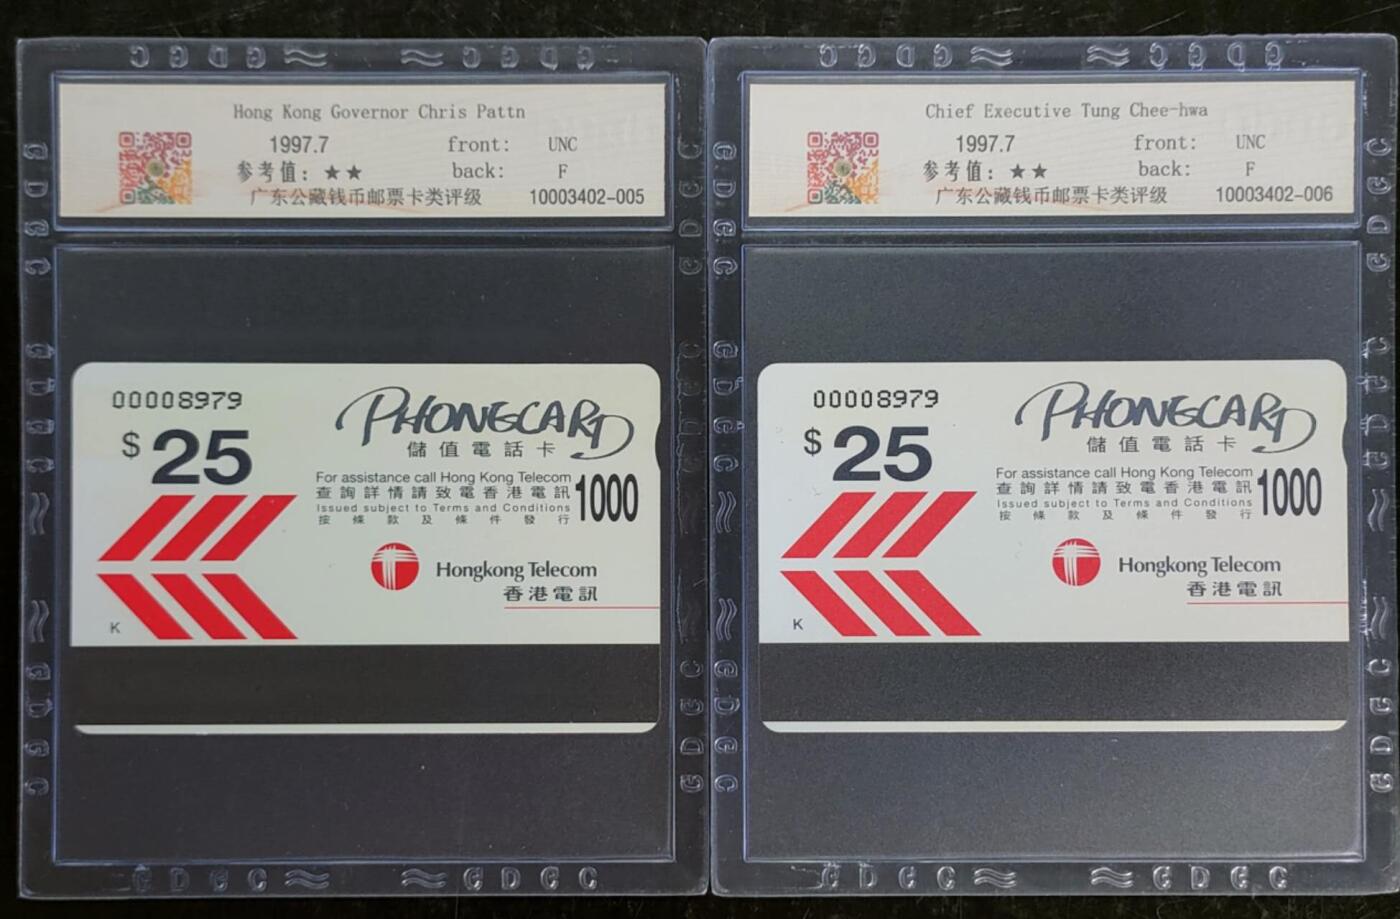 G D G C
G D G C
Hong Kong Governor Chris Pattn
1997.7 front: UNC
参考值: ★★ back: F
广东公藏钱币邮票卡类评级 10003402-005
00008979
$25
PHONECARD
儲值電話卡
For assistance call Hong Kong Telecom
查詢詳情請致電香港電訊
Issued subject to Terms and Conditions
按條款及條件發行
1000
Hongkong Telecom
香港電訊
K
G D G C
G D G C
Chief Executive Tung Chee-hwa
1997.7 front: UNC
参考值: ★★ back: F
广东公藏钱币邮票卡类评级 10003402-006
00008979
$25
PHONECARD
儲值電話卡
For assistance call Hong Kong Telecom
查詢詳情請致電香港電訊
Issued subject to Terms and Conditions
按條款及條件發行
1000
Hongkong Telecom
香港電訊
K
G D G C
G D G C